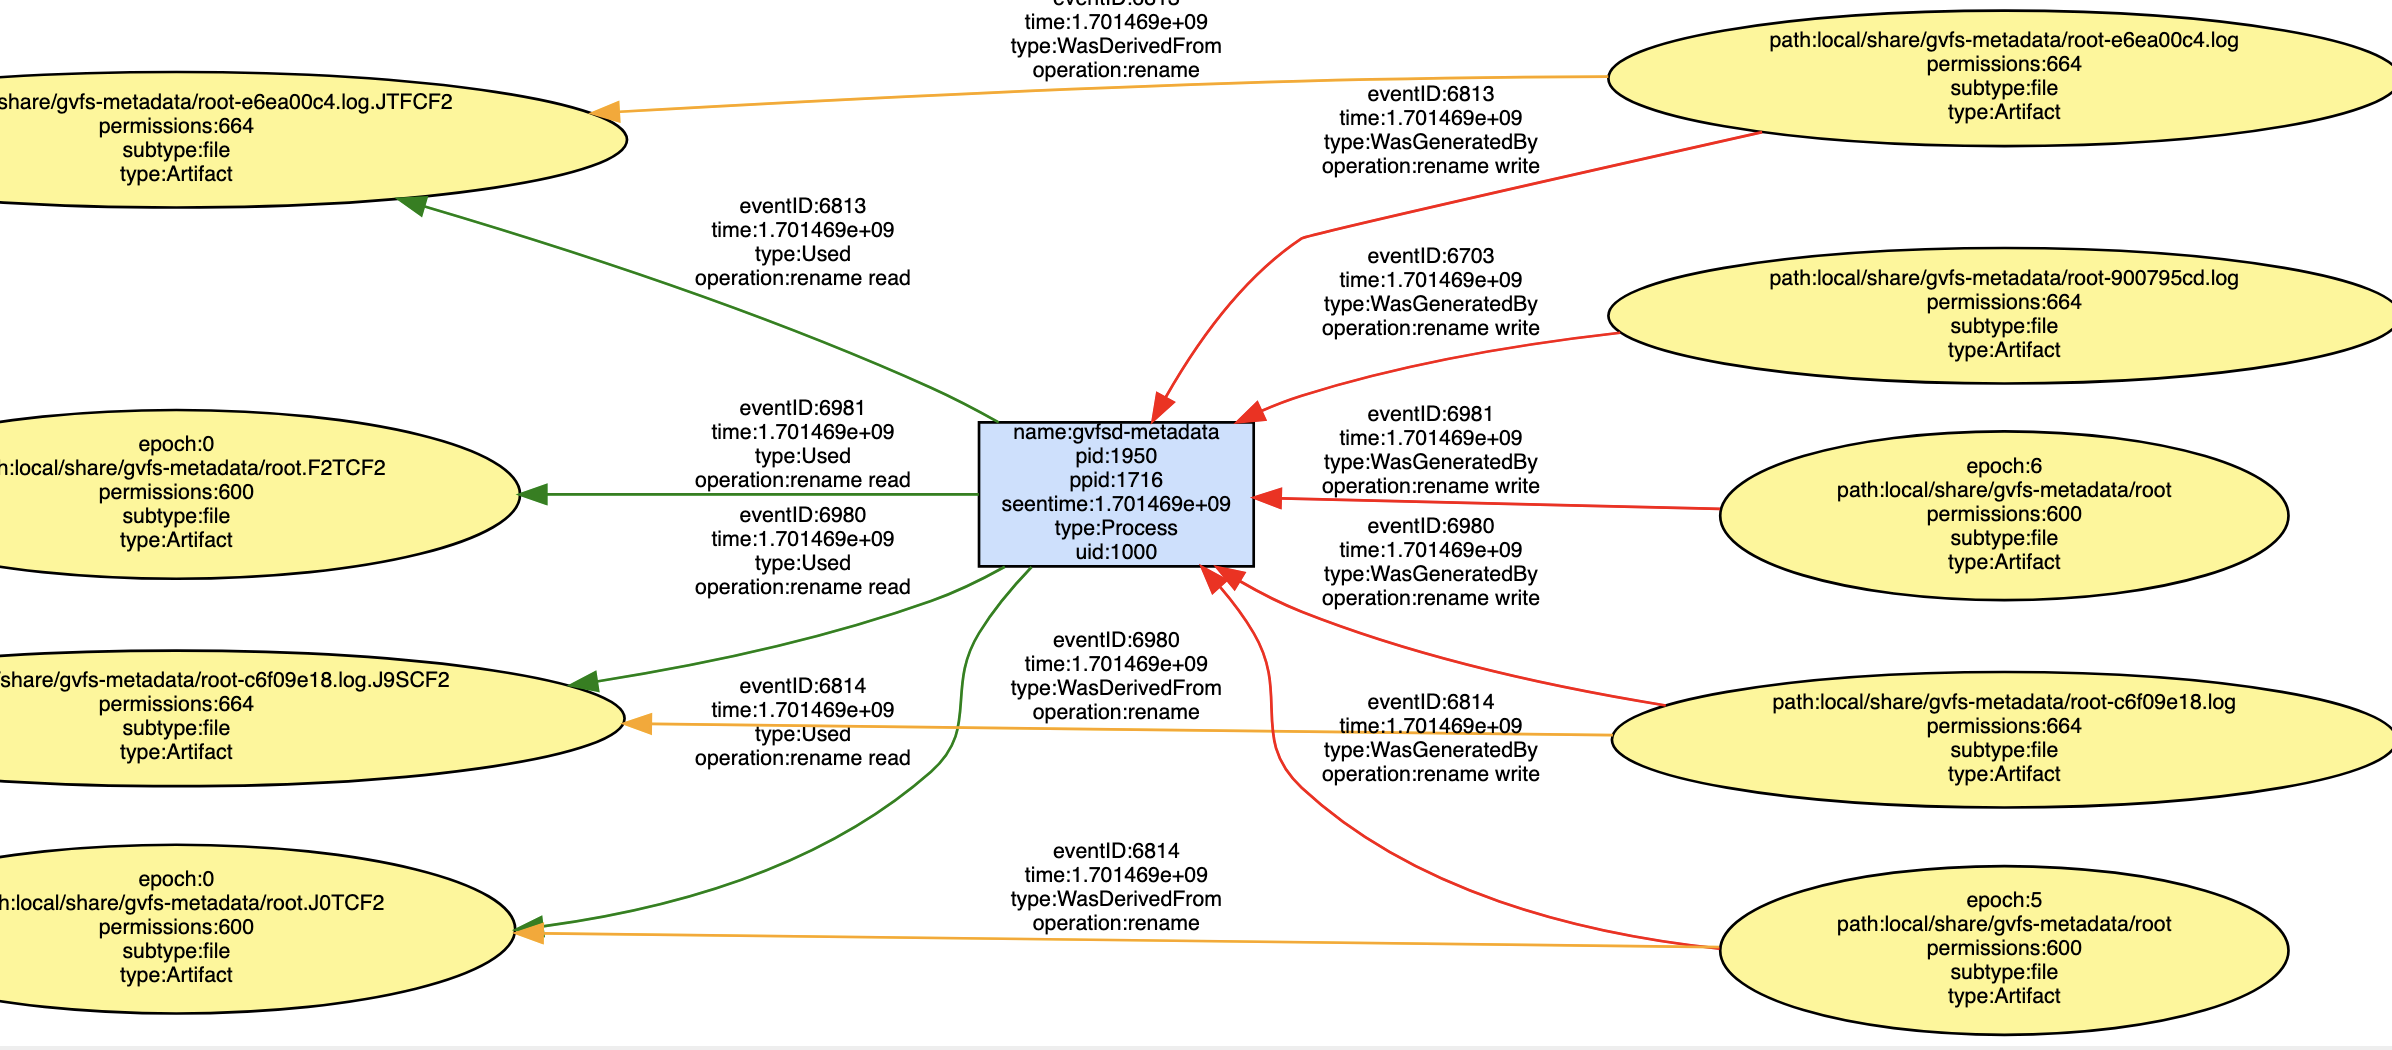 time:1.701469e+09
type:WasDerivedFrom
operation:rename
path:local/share/gvfs-metadata/root-e6ea00c4.log
permissions:664
subtype:file
type:Artifact
share/gvfs-metadata/root-e6ea00c4.log.JTFCF2
permissions:664
subtype:file
type:Artifact
eventID:6813
time:1.701469e+09
type:WasGeneratedBy
operation:rename write
eventID:6813
time:1.701469e+09
type:Used
operation:rename read
eventID:6703
time:1.701469e+09
type:WasGeneratedBy
operation:rename write
path:local/share/gvfs-metadata/root-900795cd.log
permissions:664
subtype:file
type:Artifact
epoch:0
h:local/share/gvfs-metadata/root.F2TCF2
permissions:600
subtype:file
type:Artifact
eventID:6981
time:1.701469e+09
type:Used
operation:rename read
name:gvfsd-metadata
pid:1950
ppid:1716
seentime:1.701469e+09
type:Process
uid:1000
eventID:6981
time:1.701469e+09
type:WasGeneratedBy
operation:rename write
epoch:6
path:local/share/gvfs-metadata/root
permissions:600
subtype:file
type:Artifact
eventID:6980
time:1.701469e+09
type:Used
operation:rename read
eventID:6980
time:1.701469e+09
type:WasGeneratedBy
operation:rename write
share/gvfs-metadata/root-c6f09e18.log.J9SCF2
permissions:664
subtype:file
type:Artifact
eventID:6980
time:1.701469e+09
type:WasDerivedFrom
operation:rename
eventID:6814
time:1.701469e+09
type:Used
operation:rename read
eventID:6814
time:1.701469e+09
type:WasGeneratedBy
operation:rename write
path:local/share/gvfs-metadata/root-c6f09e18.log
permissions:664
subtype:file
type:Artifact
epoch:0
h:local/share/gvfs-metadata/root.J0TCF2
permissions:600
subtype:file
type:Artifact
eventID:6814
time:1.701469e+09
type:WasDerivedFrom
operation:rename
epoch:5
path:local/share/gvfs-metadata/root
permissions:600
subtype:file
type:Artifact